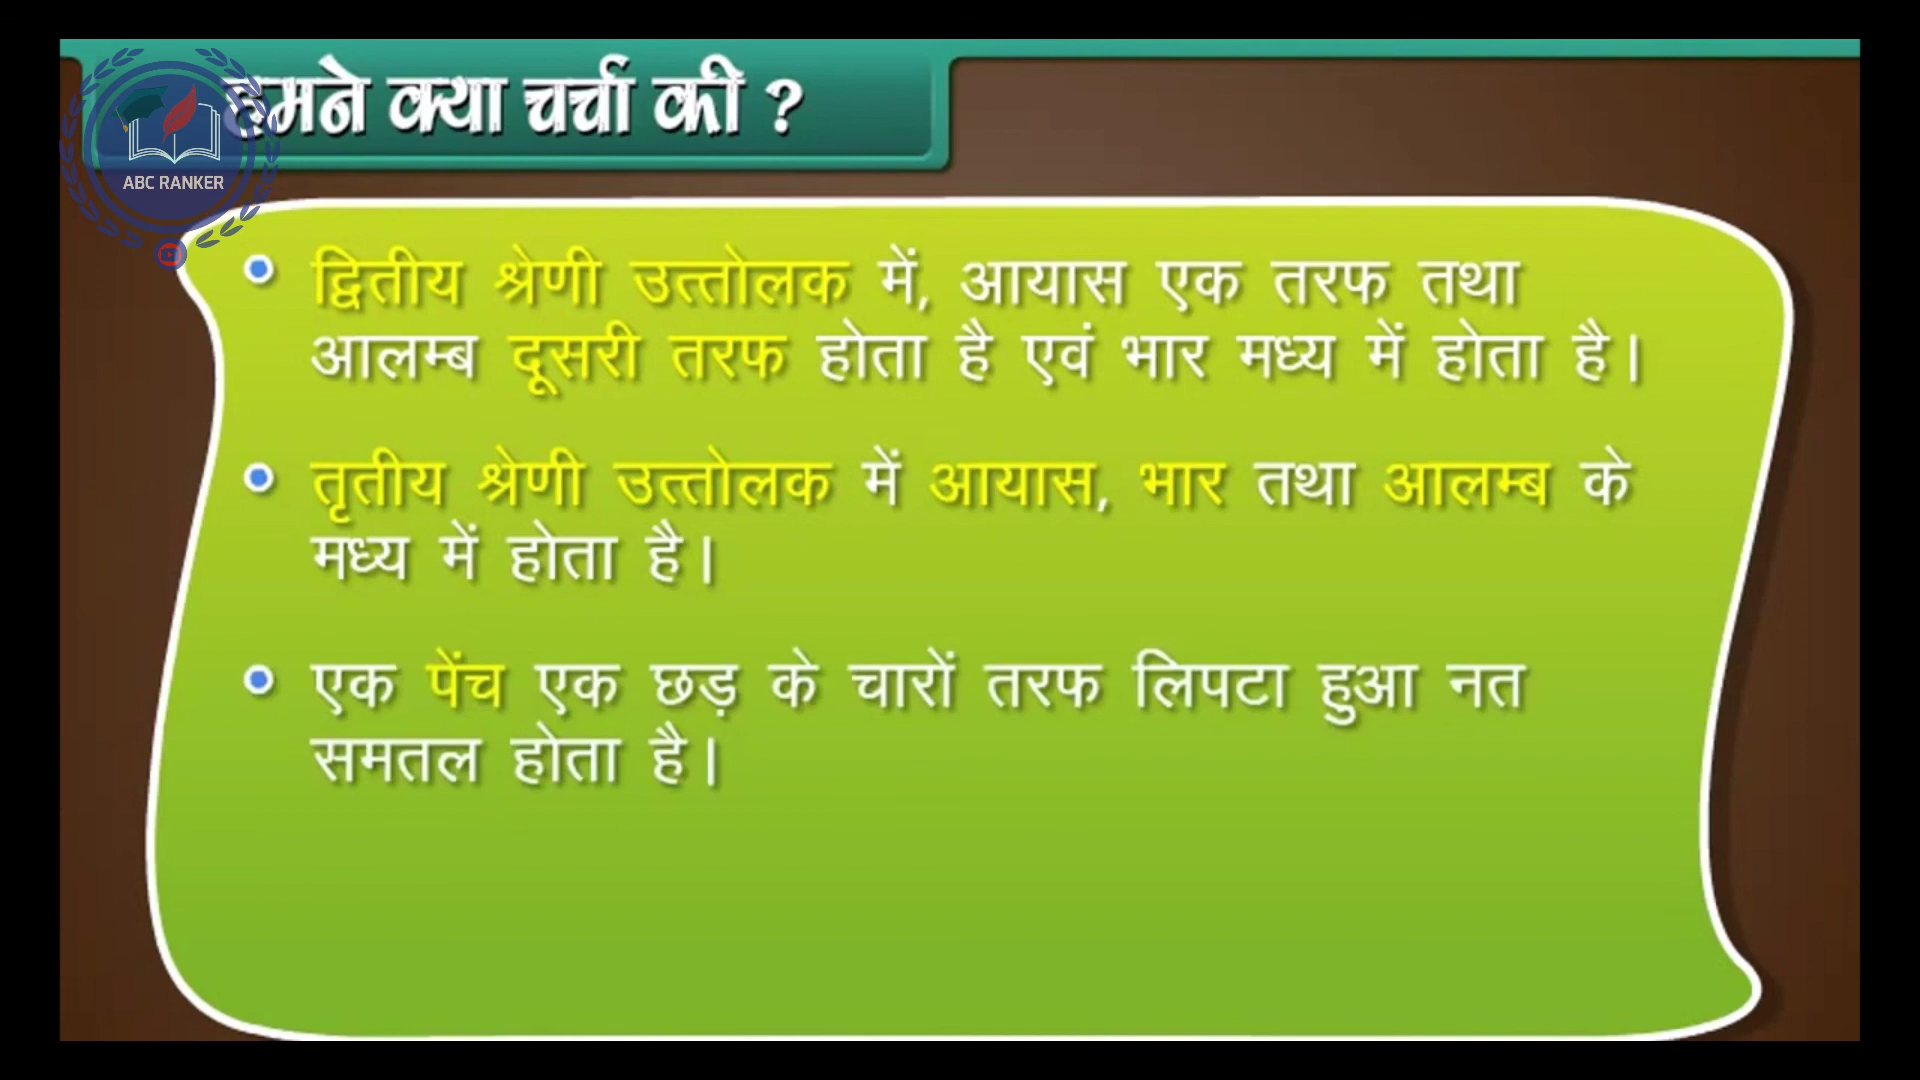 हमने क्या चर्चा की ?
ABC RANKER
द्वितीय श्रेणी उत्तोलक में, आयास एक तरफ तथा
आलम्ब दूसरी तरफ होता है एवं भार मध्य में होता है।
तृतीय श्रेणी उत्तोलक में आयास, भार तथा आलम्ब के
मध्य में होता है।
एक पेंच एक छड़ के चारों तरफ लिपटा हुआ नत
समतल होता है।